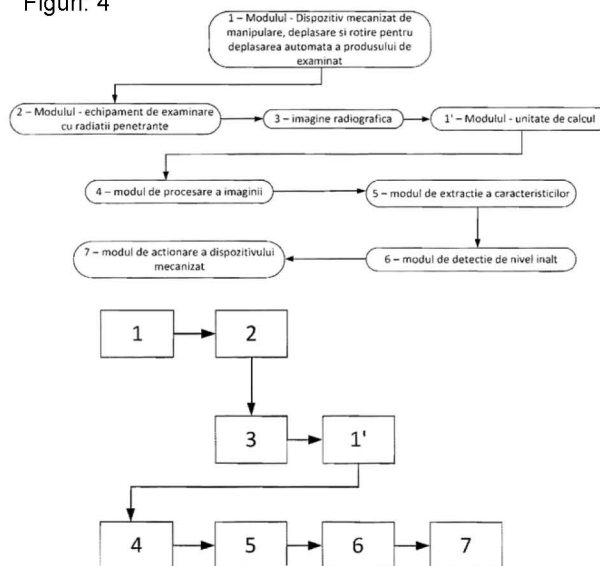 Figuri: 4
1 – Modulul - Dispozitiv mecanizat de
manipulare, deplasare si rotire pentru
deplasarea automata a produsului de
examinat
2 – Modulul - echipament de examinare
cu radiatii penetrante
3 – imagine radiografica
1' – Modulul - unitate de calcul
4 – modul de procesare a imaginii
5 – modul de extractie a caracteristicilor
7 – modul de actionare a dispozitivului
mecanizat
6 – modul de detectie de nivel inalt
1
2
3
1'
4
5
6
7